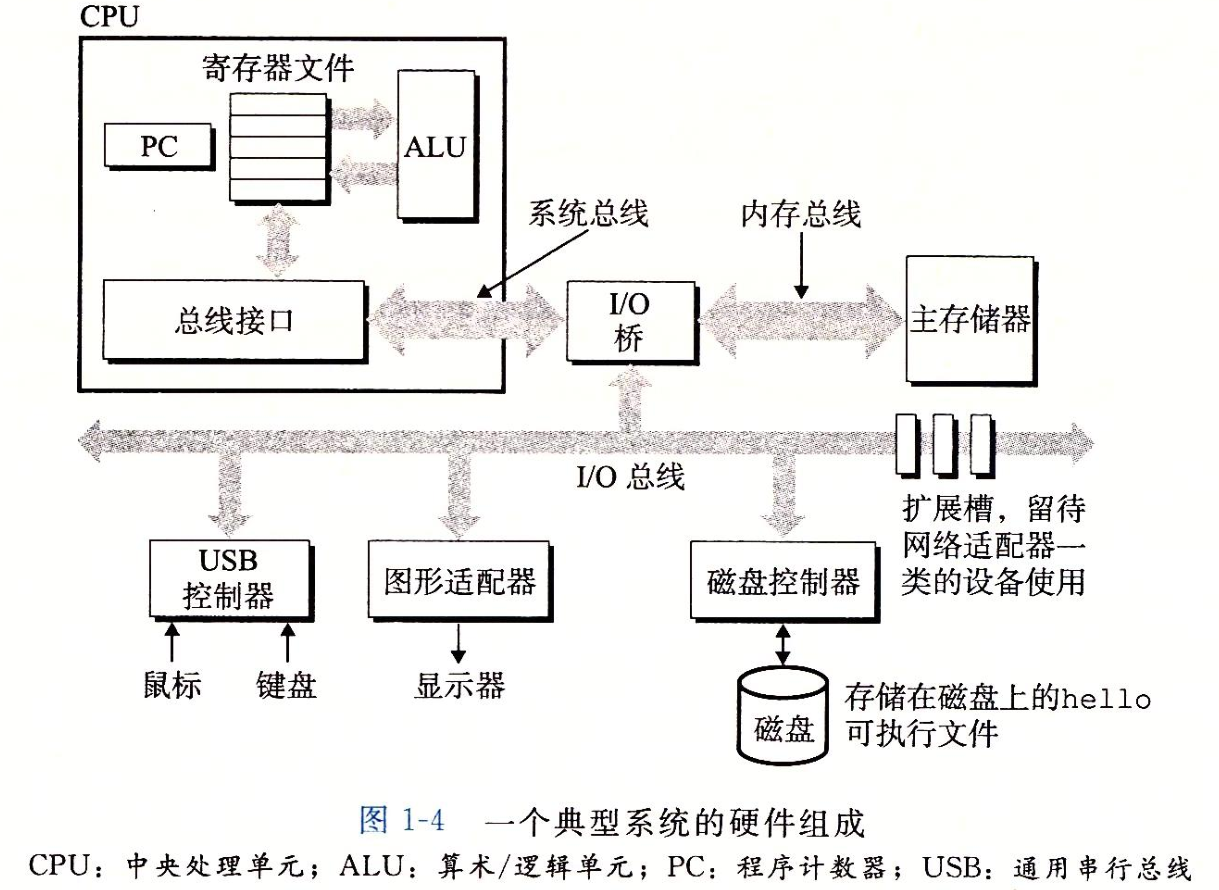 CPU
寄存器文件
PC
ALU
系统总线
内存总线
总线接口
I/O
桥
主存储器
I/O 总线
扩展槽，留待
网络适配器一
类的设备使用
USB
控制器
图形适配器
磁盘控制器
鼠标
键盘
显示器
磁盘
存储在磁盘上的hello
可执行文件
图 1-4 一个典型系统的硬件组成
CPU：中央处理单元；ALU：算术/逻辑单元；PC：程序计数器；USB：通用串行总线